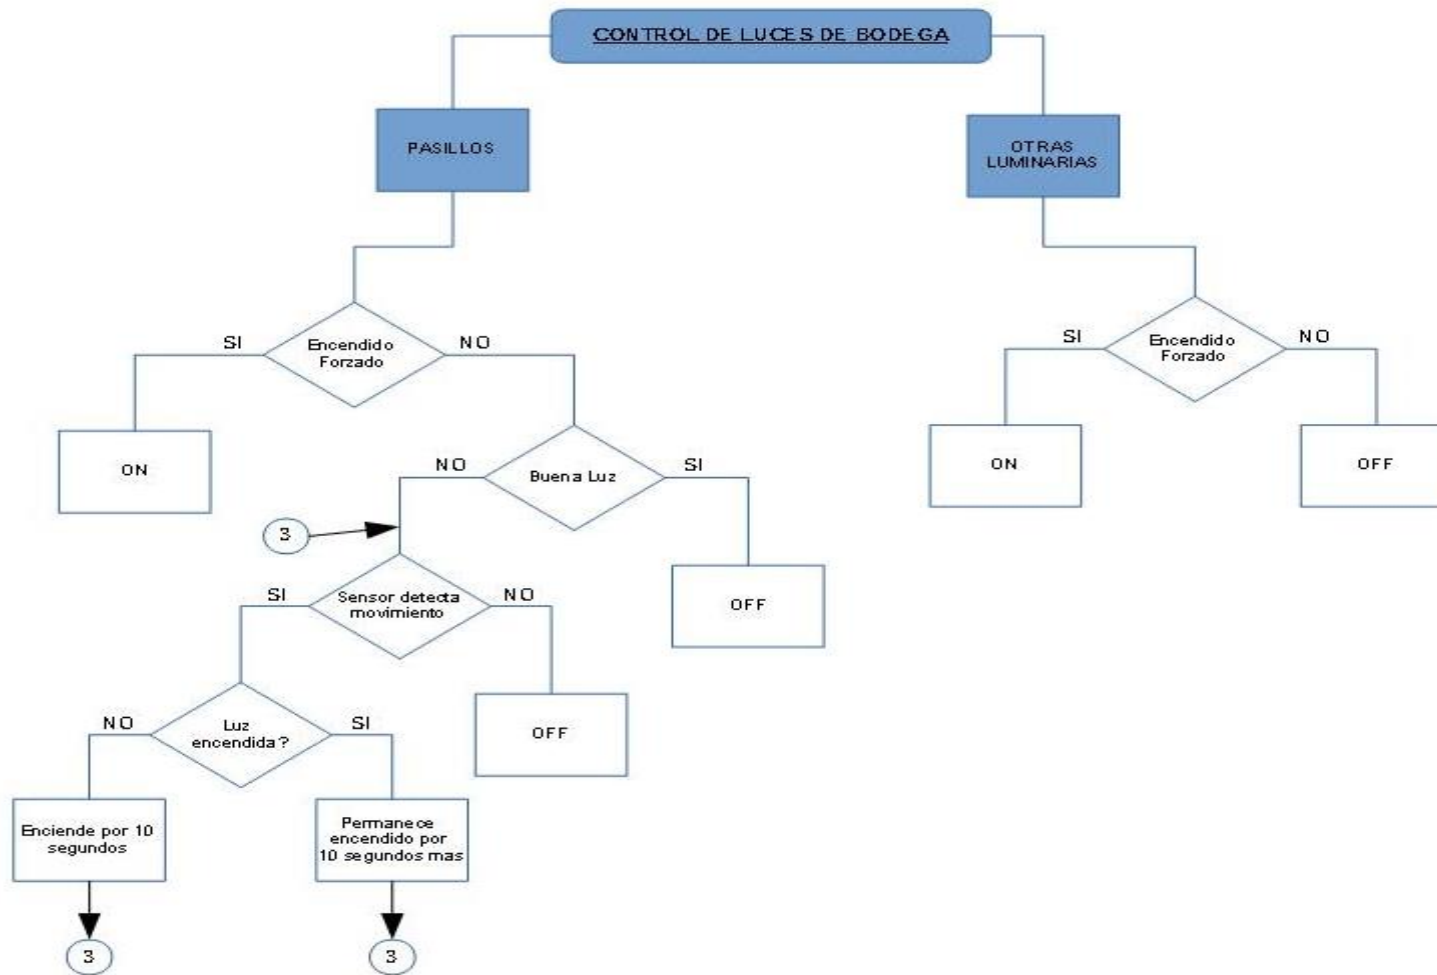 CONTROL DE LUCES DE BODEGA
PASILLOS
OTRAS
LUMINARIAS
SI
Encendido
Forzado
NO
SI
Encendido
Forzado
NO
ON
NO
Buena Luz
SI
ON
OFF
3
SI
Sensor detecta
movimiento
NO
OFF
NO
Luz
encendida?
SI
OFF
Enciende por 10
segundos
Permanece
encendido por
10 segundos mas
3
3